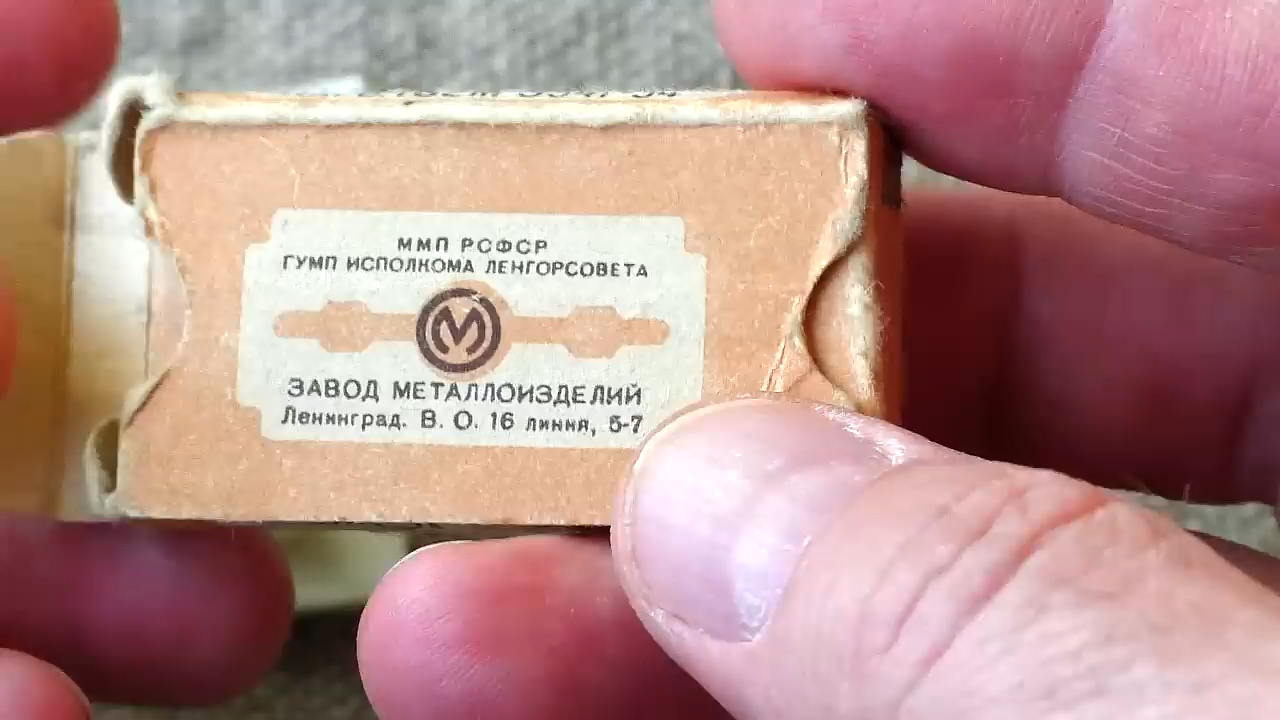 ММП РСФСР
ГУМП ИСПОЛКОМА ЛЕНГОРСОВЕТА
М
ЗАВОД МЕТАЛЛОИЗДЕЛИЙ
Ленинград. В. О. 16 линия, 5-7